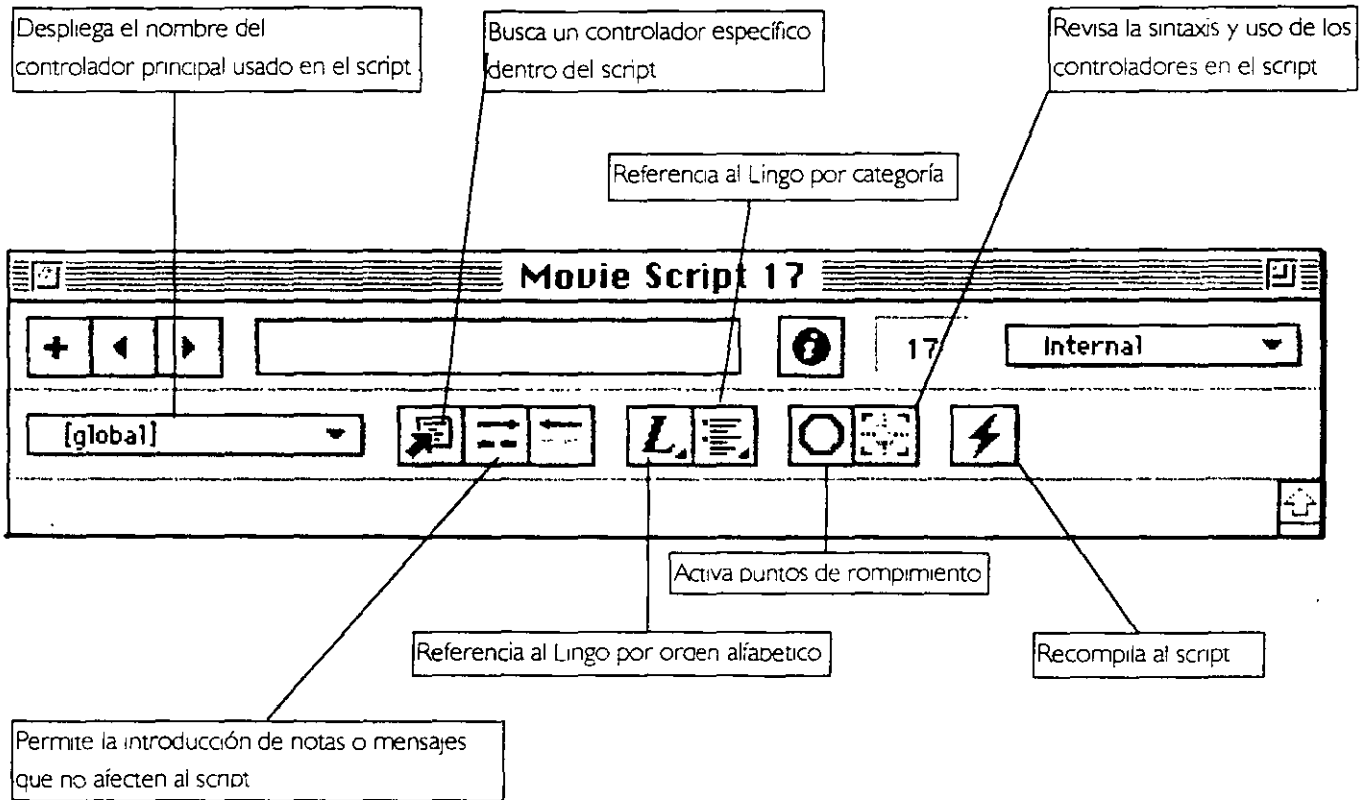 Despliega el nombre del
controlador principal usado en el script
Busca un controlador específico
dentro del script
Revisa la sintaxis y uso de los
controladores en el script
Referencia al Lingo por categoría
Movie Script 17
17
Internal
[global]
L
Activa puntos de rompimiento
Referencia al Lingo por orden alfabetico
Recompila al script
Permite la introducción de notas o mensajes
que no afecten al script